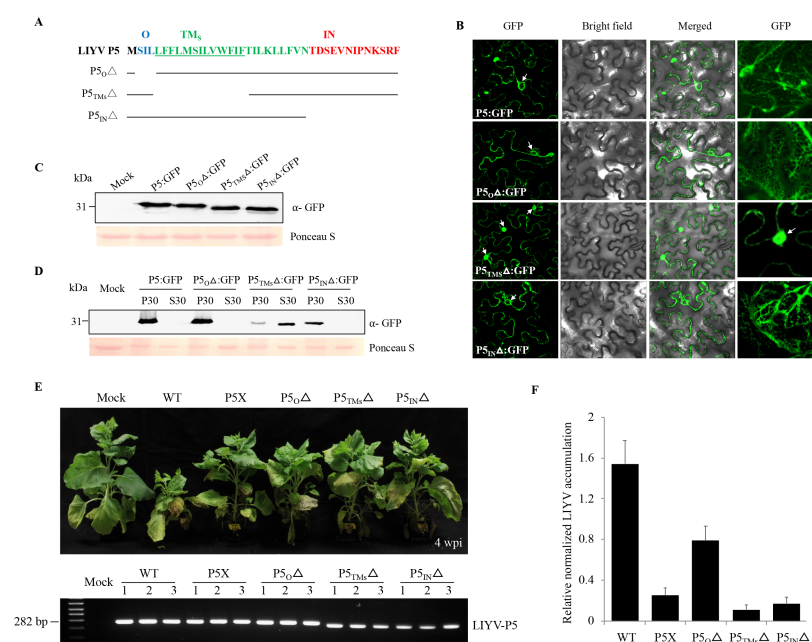 A
O TMs IN
LIYV P5 MSILLFFLMSILVWFIFTILKLLFVNTDSEVNIPNKSRF
P5O△
P5TMs△
P5IN△
B
GFP Bright field Merged GFP
P5:GFP
P5O△:GFP
P5TMS△:GFP
P5IN△:GFP
C
kDa Mock P5:GFP P5O△:GFP P5TMS△:GFP P5IN△:GFP
31
α- GFP
Ponceau S
D
P5:GFP P5O△:GFP P5TMs△:GFP P5IN△:GFP
Mock
kDa P30 S30 P30 S30 P30 S30 P30 S30
31
α- GFP
Ponceau S
E
Mock WT P5X P5O△ P5TMs△ P5IN△
4 wpi
Mock WT P5X P5O△ P5TMs△ P5IN△
1 2 3 1 2 3 1 2 3 1 2 3 1 2 3
282 bp
LIYV-P5
F
Relative normalized LIYV accumulation
2
1.6
1.2
0.8
0.4
0
WT P5X P5O△ P5TMs△ P5IN△